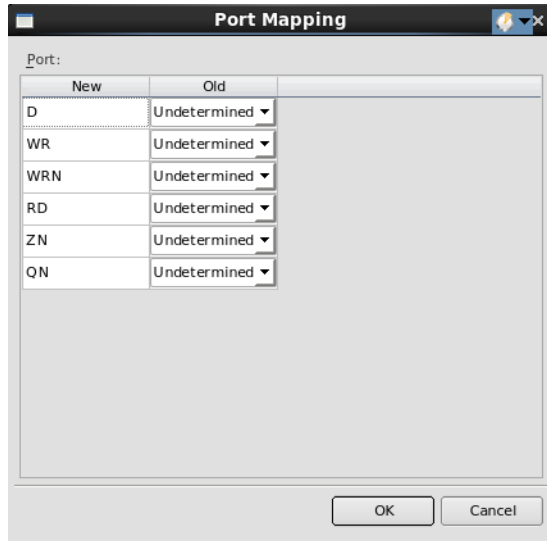 Port Mapping
Port:
New Old
D Undetermined
WR Undetermined
WRN Undetermined
RD Undetermined
ZN Undetermined
QN Undetermined
OK Cancel